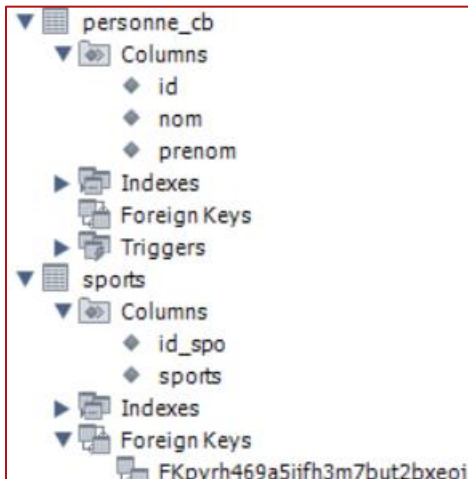 personne_cb
Columns
id
nom
prenom
Indexes
Foreign Keys
Triggers
sports
Columns
id_spo
sports
Indexes
Foreign Keys